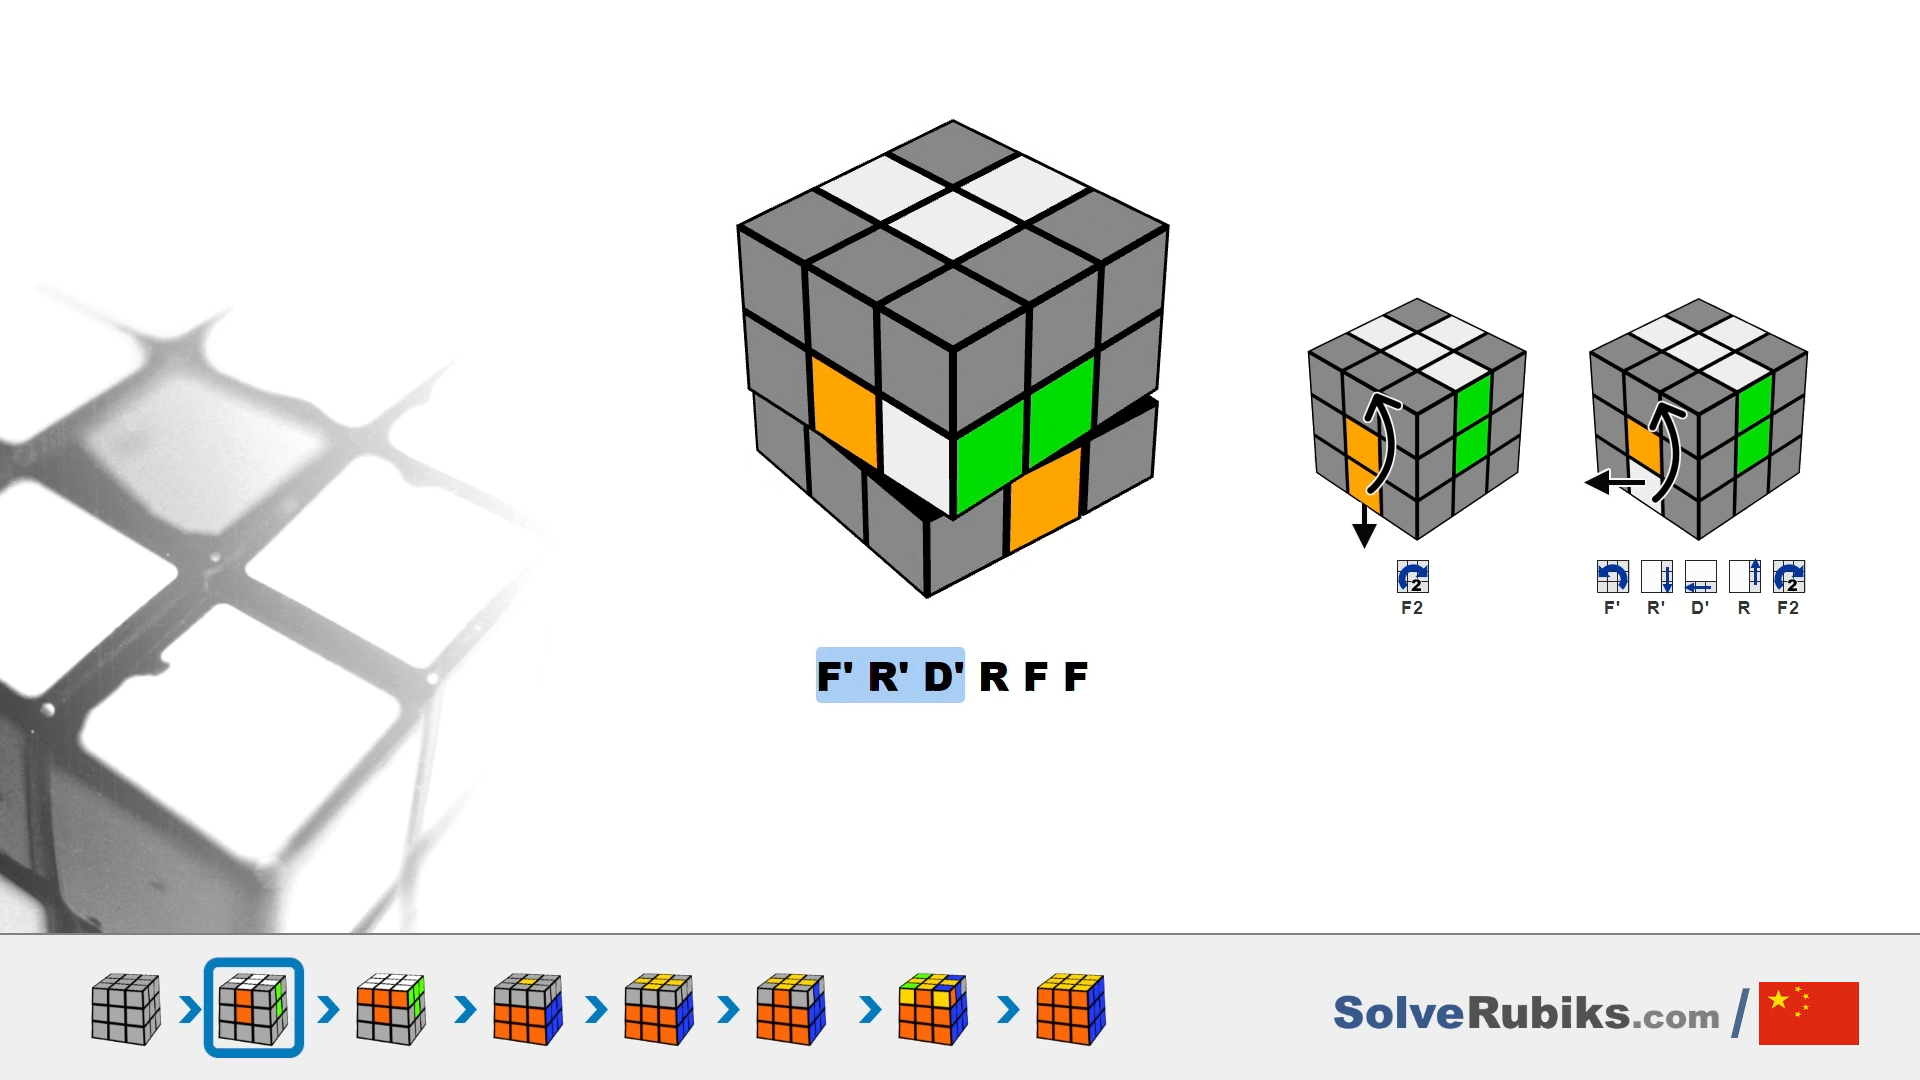 F2
F' R' D' R F2
F' R' D' R F F
SolveRubiks.com /